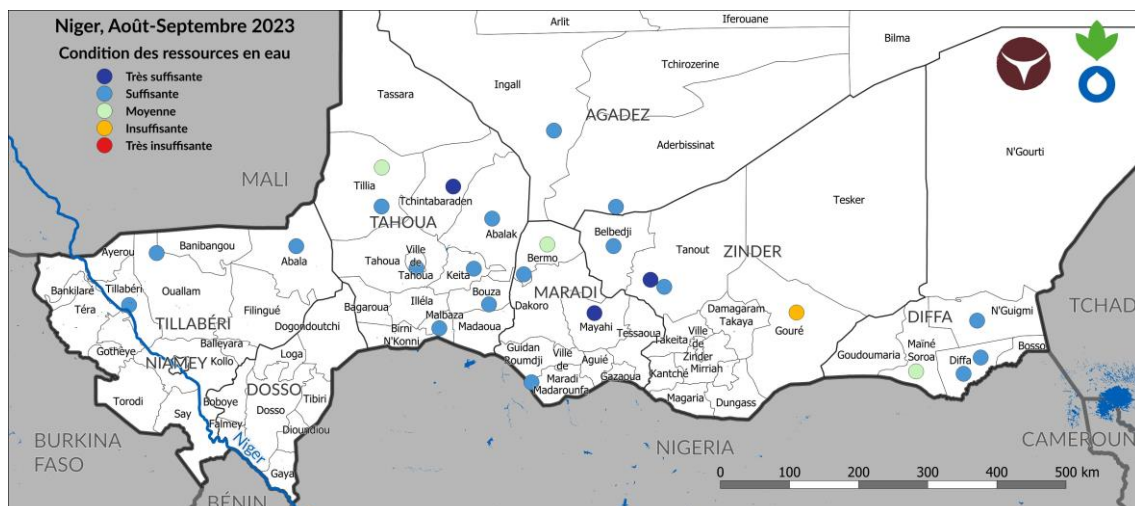 Niger, Août-Septembre 2023
Condition des ressources en eau
Très suffisante
Suffisante
Moyenne
Insuffisante
Très insuffisante
Arlit
Iferouane
Bilma
Ingall
Tchirozerine
Tassara
AGADEZ
Aderbissinat
N'Gourti
MALI
Tillia
Tchintabaraden
Tesker
TAHOUA
Abalak
Belbedji
Tanout
ZINDER
Ayerou
Banibangou
Abala
Tahoua
Ville
de
Tahoua
Keita
Bermo
Bankilaré
Tillabéri
Ouallam
Téra
Filingué
Bagaroua
Illéla
Bouza
Dakoro
MARADI
Damagaram
Takaya
Gouré
DIFFA
N'Guigmi
TCHAD
TILLABÉRI
Dogondoutchi
Birni
N'Konni
Malbaza
Madaoua
Mayahi
Tessaoua
Takeita
Ville
de
Zinder
Mirriah
Goudoumaria
Maïné
Soroa
Diffa
Bosso
Gothèye
Balleyara
NIAMEY
Kollo
Loga
Guidan
Roumdji
Ville
de
Maradi
Madarounfa
Aguié
Gazaoua
Kantché
Magaria
Dungass
Torodi
Say
Boboye
DOSSO
Dosso
Tibiri
Falmey
Dioundiou
Gaya
Niger
BURKINA
FASO
BÉNIN
NIGERIA
CAMEROUN
0 100 200 300 400 500 km